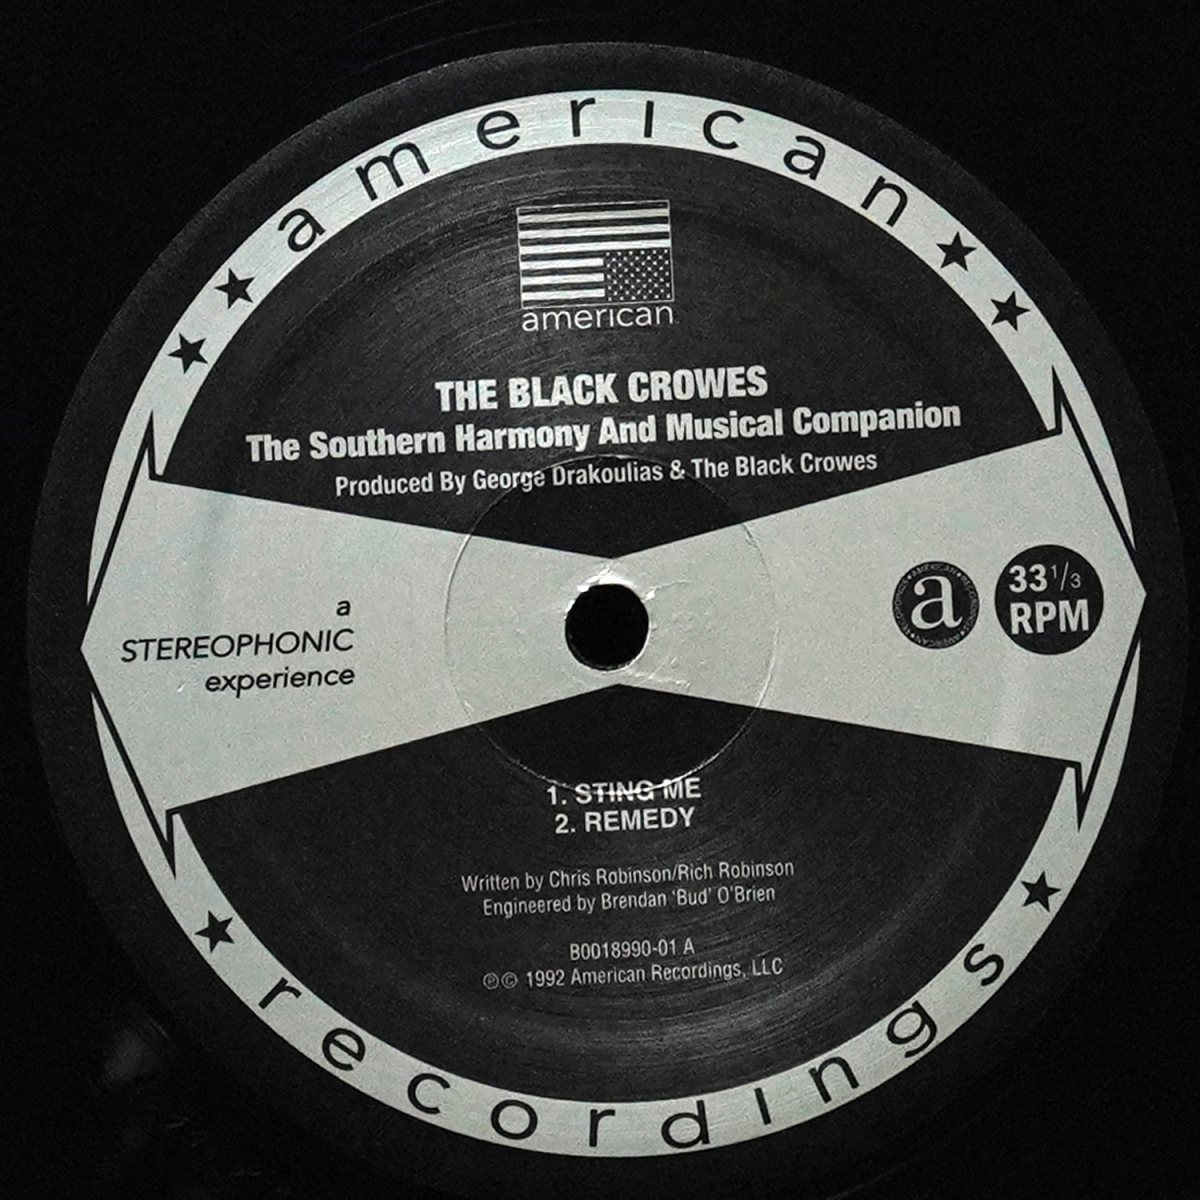 american
american
THE BLACK CROWES
The Southern Harmony And Musical Companion
Produced By George Drakoulias & The Black Crowes
a
STEREOPHONIC
experience
a
33 1/3
RPM
1. STING ME
2. REMEDY
Written by Chris Robinson/Rich Robinson
Engineered by Brendan 'Bud' O'Brien
B0018990-01 A
℗© 1992 American Recordings, LLC
recordings